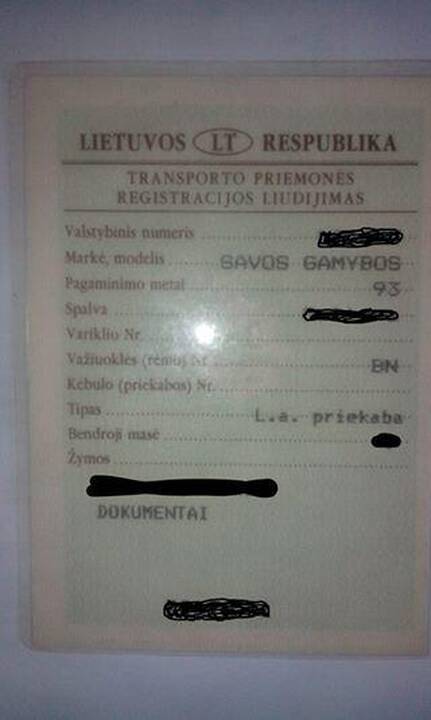 LIETUVOS LT RESPUBLIKA
TRANSPORTO PRIEMONĖS
REGISTRACIJOS LIUDIJIMAS
Valstybinis numeris
Markė, modelis SAVOS GAMYBOS
Pagaminimo metai 93
Spalva
Variklio Nr.
Važiuoklės (rėmo) Nr. BN
Kėbulo (priekabos) Nr.
Tipas L.a. priekaba
Bendroji masė
Žymos
DOKUMENTAI